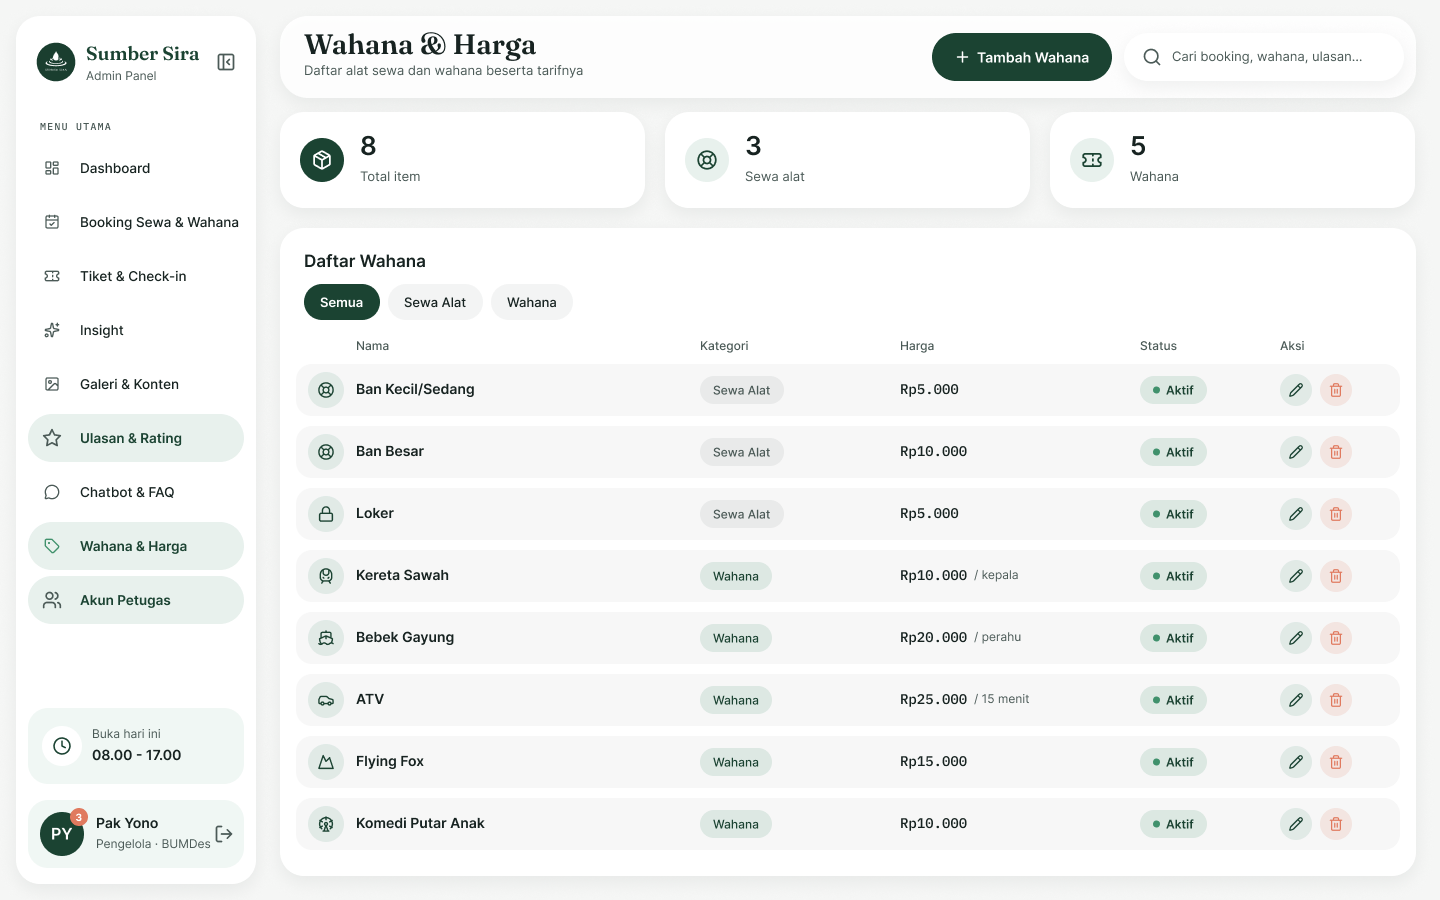 Sumber Sira
Admin Panel
MENU UTAMA
Dashboard
Booking Sewa & Wahana
Tiket & Check-in
Insight
Galeri & Konten
Ulasan & Rating
Chatbot & FAQ
Wahana & Harga
Akun Petugas
Buka hari ini
08.00 - 17.00
PY
3
Pak Yono
Pengelola · BUMDes
Wahana & Harga
Daftar alat sewa dan wahana beserta tarifnya
Tambah Wahana
Cari booking, wahana, ulasan...
8
Total item
3
Sewa alat
5
Wahana
Daftar Wahana
Semua Sewa Alat Wahana
Nama Kategori Harga Status Aksi
Ban Kecil/Sedang Sewa Alat Rp5.000 Aktif
Ban Besar Sewa Alat Rp10.000 Aktif
Loker Sewa Alat Rp5.000 Aktif
Kereta Sawah Wahana Rp10.000 / kepala Aktif
Bebek Gayung Wahana Rp20.000 / perahu Aktif
ATV Wahana Rp25.000 / 15 menit Aktif
Flying Fox Wahana Rp15.000 Aktif
Komedi Putar Anak Wahana Rp10.000 Aktif